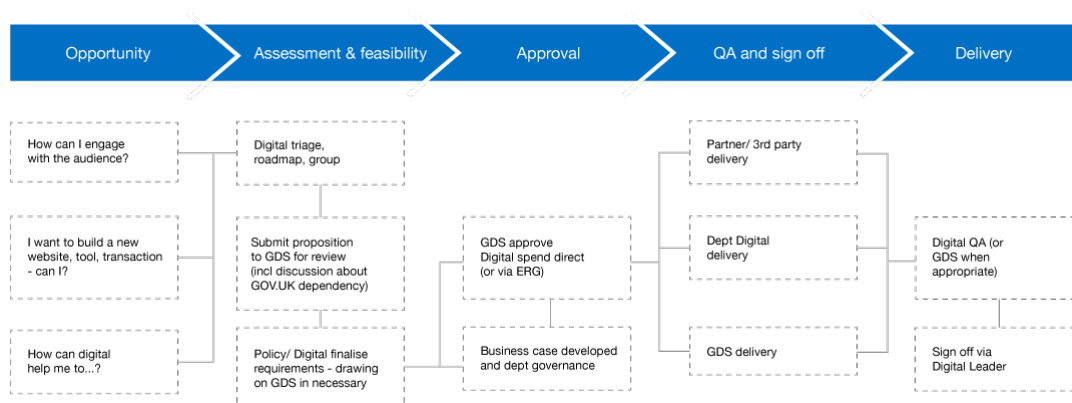 Opportunity
Assessment & feasibility
Approval
QA and sign off
Delivery
How can I engage
with the audience?
I want to build a new
website, tool, transaction
- can I?
How can digital
help me to...?
Digital triage,
roadmap, group
Submit proposition
to GDS for review
(incl discussion about
GOV.UK dependency)
Policy/ Digital finalise
requirements - drawing
on GDS in necessary
GDS approve
Digital spend direct
(or via ERG)
Business case developed
and dept governance
Partner/ 3rd party
delivery
Dept Digital
delivery
GDS delivery
Digital QA (or
GDS when
appropriate)
Sign off via
Digital Leader